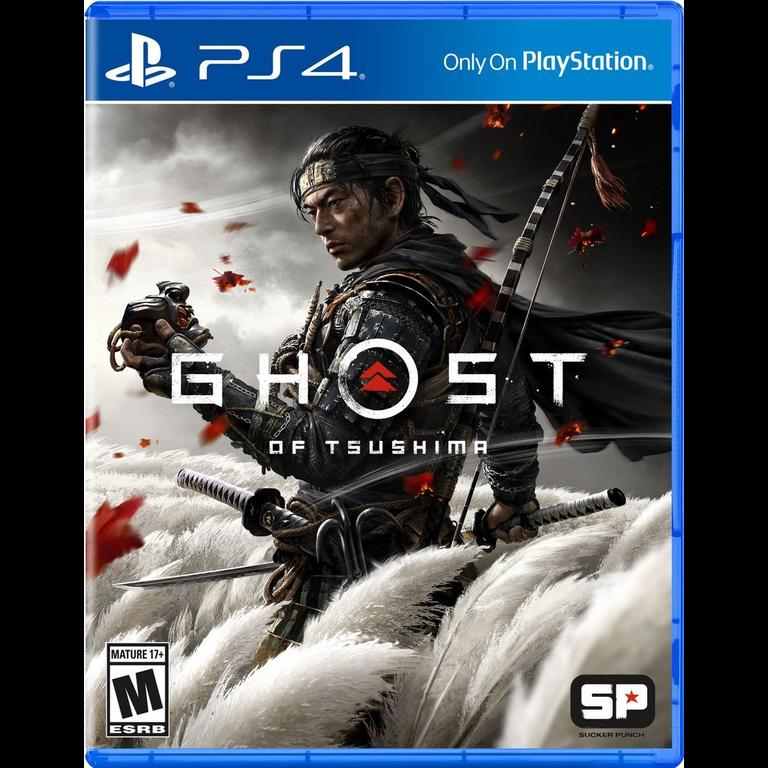 PS4
Only On PlayStation®
GHOST
OF TSUSHIMA
MATURE 17+
M
ESRB
SP
SUCKER PUNCH